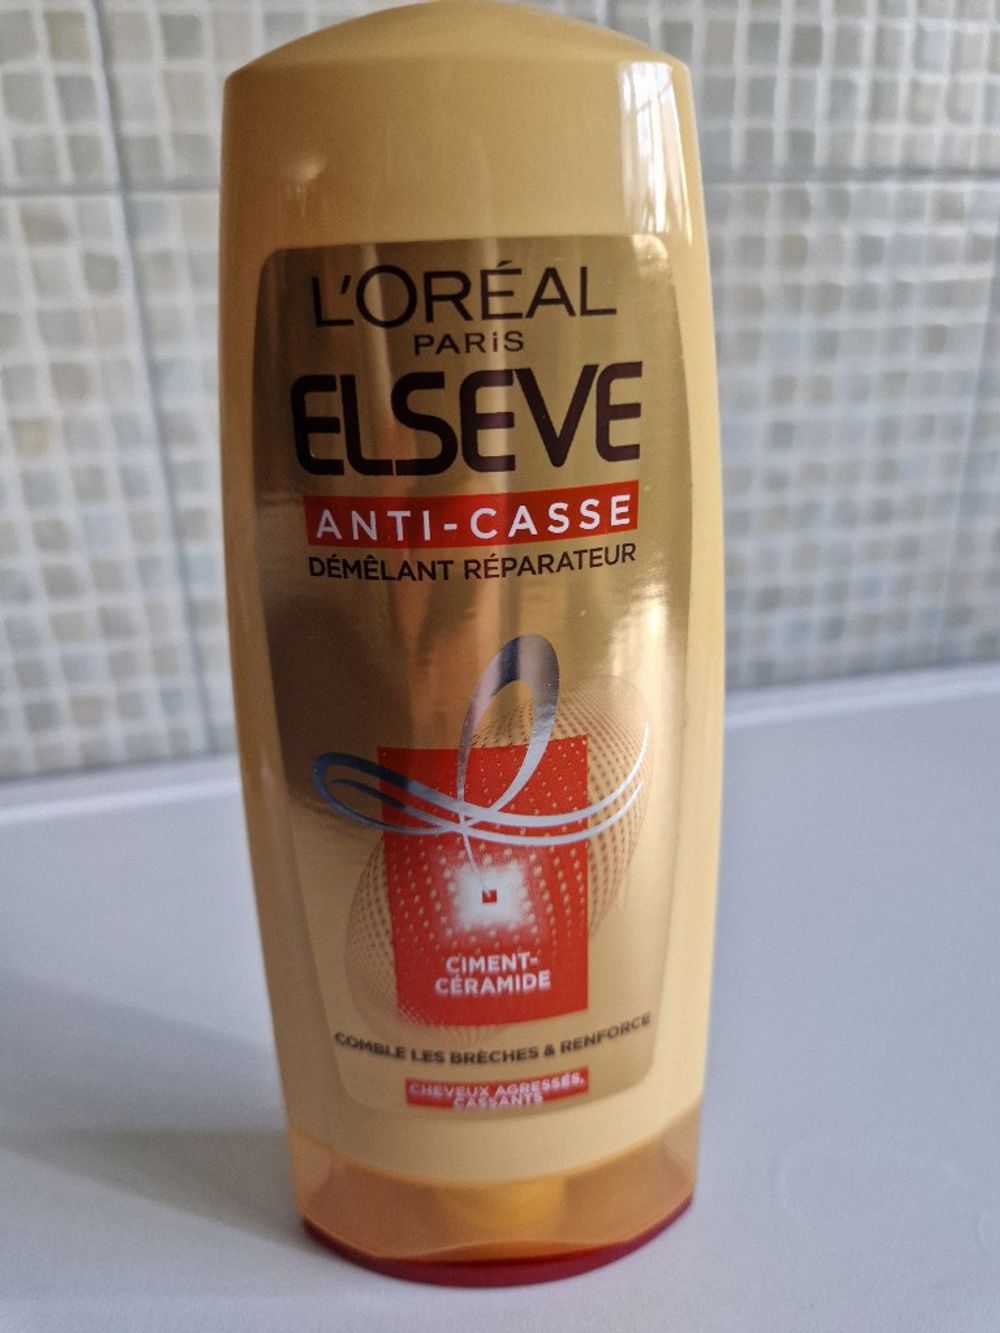 L'ORÉAL
PARiS
ELSEVE
ANTI-CASSE
DÉMÊLANT RÉPARATEUR
CIMENT-
CÉRAMIDE
COMBLE LES BRÈCHES & RENFORCE
CHEVEUX AGRESSÉS,
CASSANTS